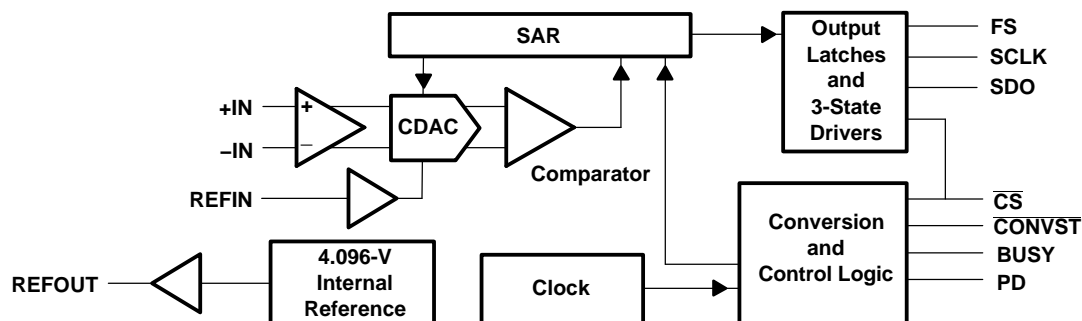 SAR
Output
Latches
and
3-State
Drivers
FS
SCLK
SDO
+IN
–IN
+
–
CDAC
Comparator
REFIN
CS
CONVST
BUSY
PD
Conversion
and
Control Logic
REFOUT
4.096-V
Internal
Reference
Clock